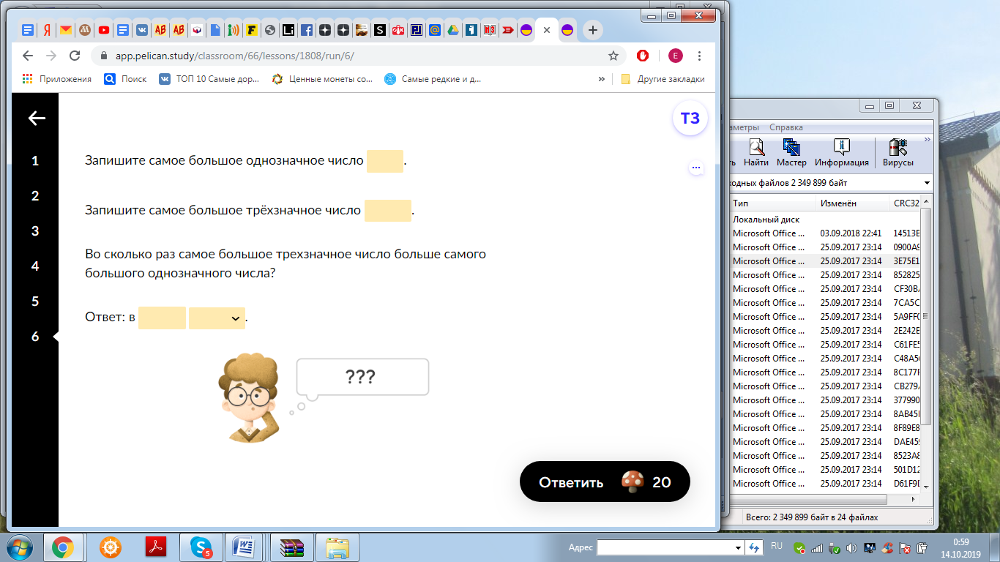 app.pelican.study/classroom/66/lessons/1808/run/6/
E
Приложения
Поиск
ТОП 10 Самые дор...
Ценные монеты со...
Самые редкие и д...
»
Другие закладки
ТЗ
1
2
3
4
5
6
Запишите самое большое однозначное число .
Запишите самое большое трёхзначное число .
Во сколько раз самое большое трехзначное число больше самого
большого однозначного числа?
Ответ: в .
???
Ответить 20
Справка
Найти
Мастер
Информация
Вирусы
»
файлов 2 349 899 байт
Тип Изменён CRC32
Локальный диск
Microsoft Office ... 03.09.2018 22:41 14513E
Microsoft Office ... 25.09.2017 23:14 0900A9
Microsoft Office ... 25.09.2017 23:14 3E75E1
Microsoft Office ... 25.09.2017 23:14 852825
Microsoft Office ... 25.09.2017 23:14 CF30B
Microsoft Office ... 25.09.2017 23:14 7CA5C
Microsoft Office ... 25.09.2017 23:14 5A9FF
Microsoft Office ... 25.09.2017 23:14 2E242E
Microsoft Office ... 25.09.2017 23:14 C61FE5
Microsoft Office ... 25.09.2017 23:14 C48A5
Microsoft Office ... 25.09.2017 23:14 8C177F
Microsoft Office ... 25.09.2017 23:14 CB279
Microsoft Office ... 25.09.2017 23:14 377990
Microsoft Office ... 25.09.2017 23:14 8AB45
Microsoft Office ... 25.09.2017 23:14 8F89E8
Microsoft Office ... 25.09.2017 23:14 DAE45
Microsoft Office ... 25.09.2017 23:14 8523A8
Microsoft Office ... 25.09.2017 23:14 501D12
Microsoft Office ... 25.09.2017 23:14 D61F9
Всего: 2 349 899 байт в 24 файлах
Адрес
RU
0:59
14.10.2019